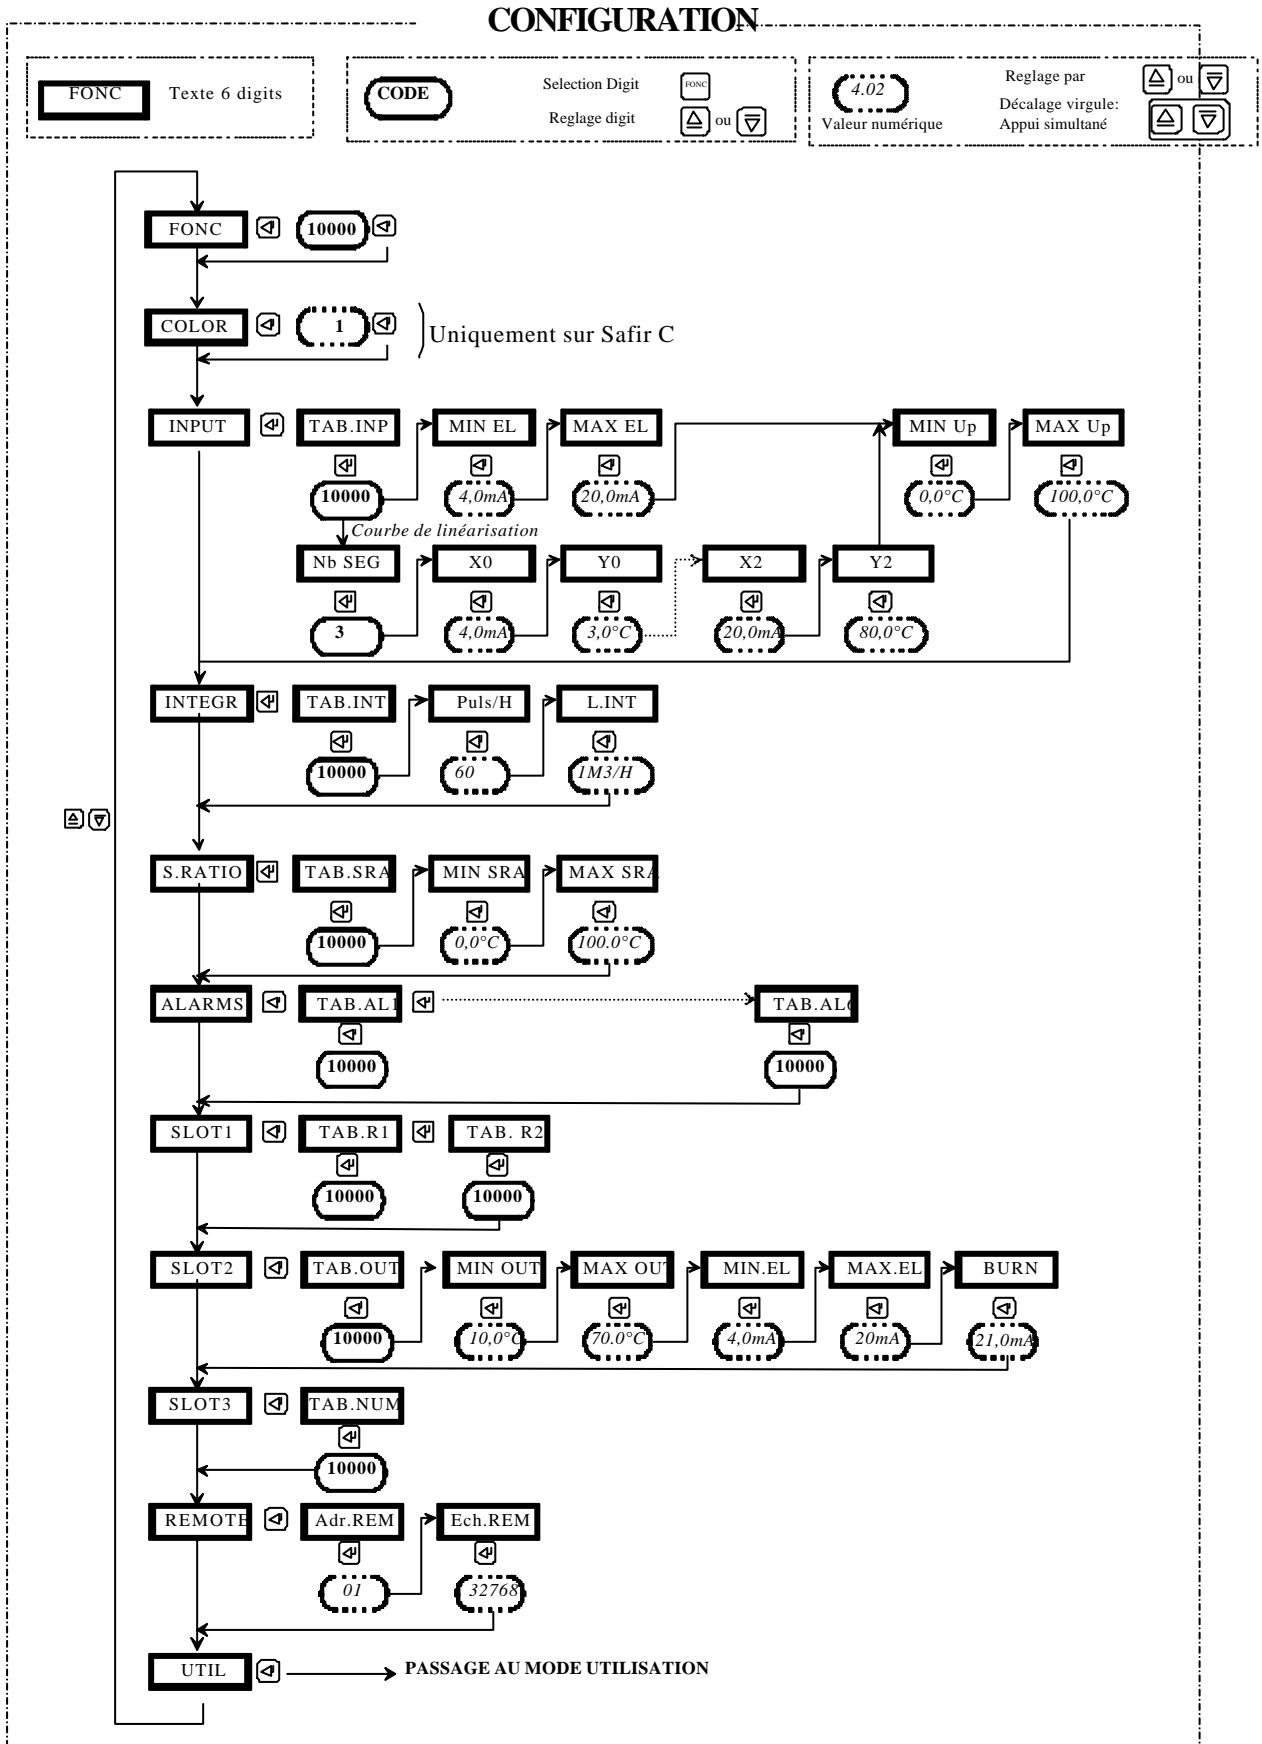 CONFIGURATION
FONC Texte 6 digits
CODE Selection Digit FONC
Reglage digit ou
4.02 Reglage par ou
Valeur numérique
Décalage virgule:
Appui simultané
FONC 10000
COLOR 1 Uniquement sur Safir C
INPUT TAB.INP MIN EL MAX EL MIN Up MAX Up
10000 4,0mA 20,0mA 0,0°C 100,0°C
Courbe de linéarisation
Nb SEG X0 Y0 X2 Y2
3 4,0mA 3,0°C 20,0mA 80,0°C
INTEGR TAB.INT Puls/H L.INT
10000 60 1M3/H
S.RATIO TAB.SRA MIN SRA MAX SRA
10000 0,0°C 100.0°C
ALARMS TAB.AL1 TAB.AL6
10000 10000
SLOT1 TAB.R1 TAB. R2
10000 10000
SLOT2 TAB.OUT MIN OUT MAX OUT MIN.EL MAX.EL BURN
10000 10,0°C 70.0°C 4,0mA 20mA 21,0mA
SLOT3 TAB.NUM
10000
REMOTE Adr.REM Ech.REM
01 32768
UTIL PASSAGE AU MODE UTILISATION